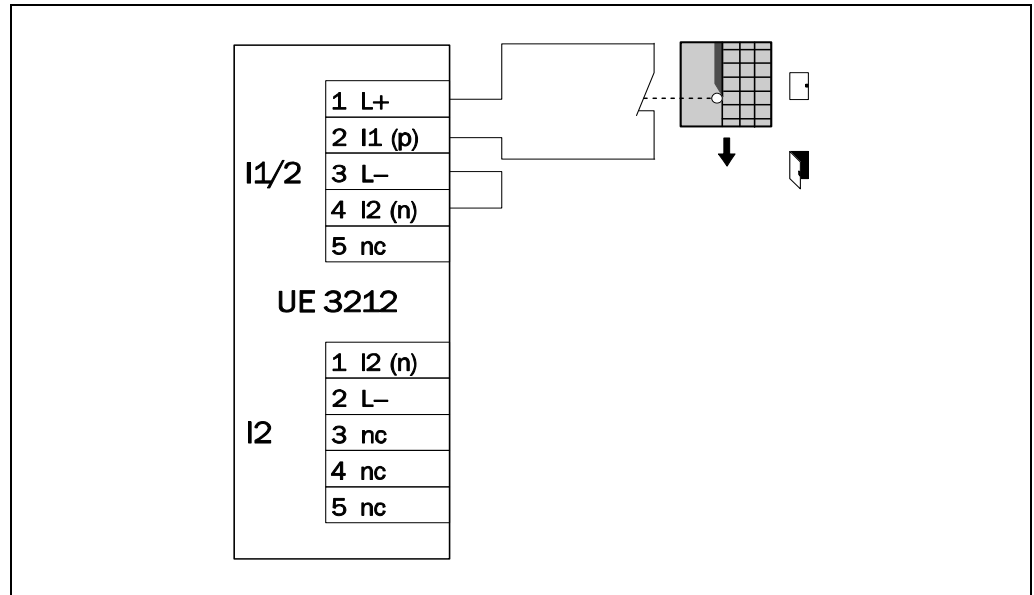 1 L+
2 I1 (p)
I1/2
3 L–
4 I2 (n)
5 nc
UE 3212
1 I2 (n)
2 L–
I2
3 nc
4 nc
5 nc